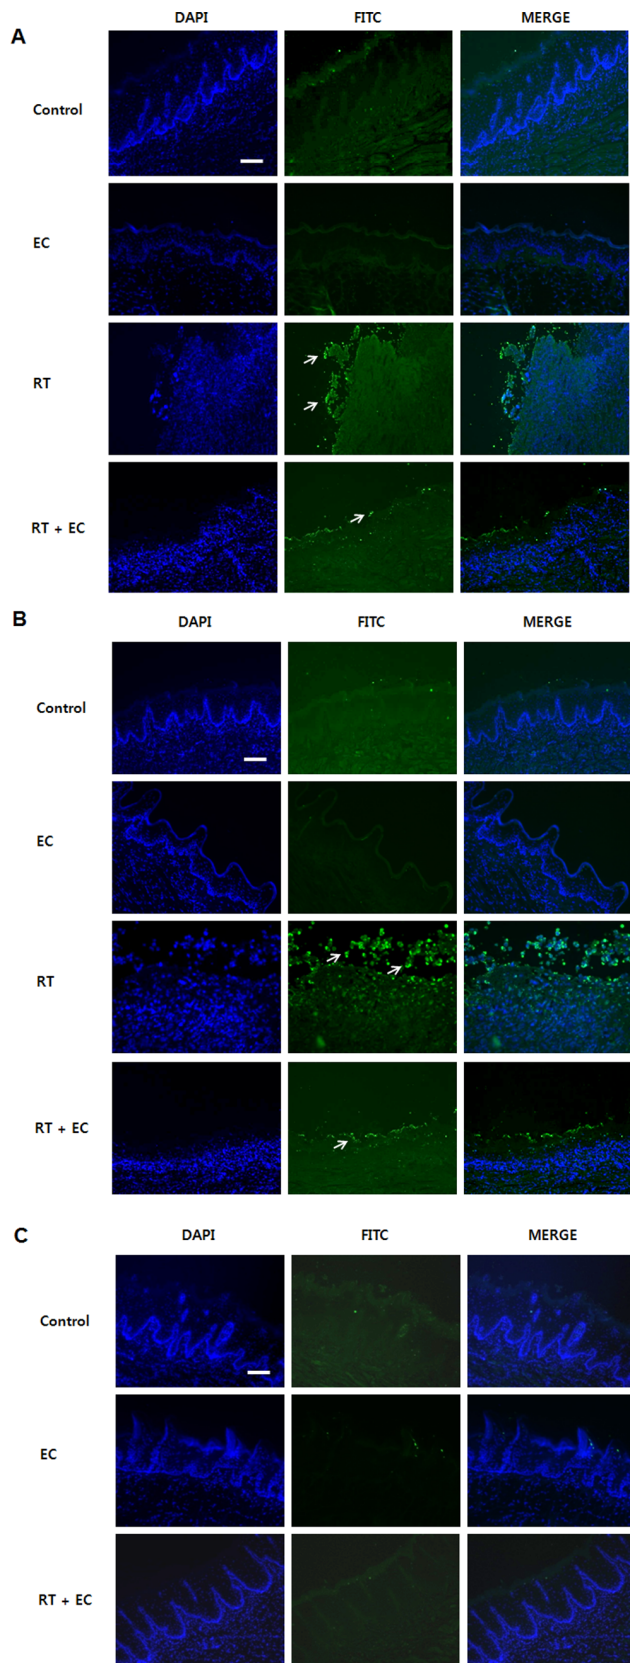 DAPI FITC MERGE
A
Control
EC
RT
RT + EC
B
DAPI FITC MERGE
Control
EC
RT
RT + EC
C
DAPI FITC MERGE
Control
EC
RT + EC